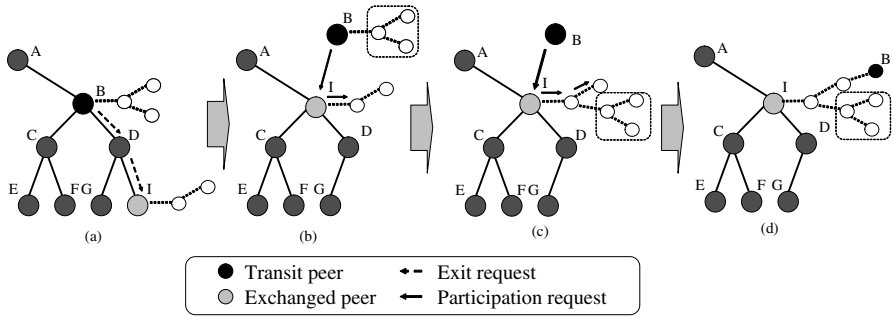 A
B
C
D
E
F
G
I
(a)
A
B
I
C
D
E
F
G
(b)
A
B
I
C
D
E
F
G
(c)
A
B
I
C
D
E
F
G
(d)
Transit peer
Exit request
Exchanged peer
Participation request